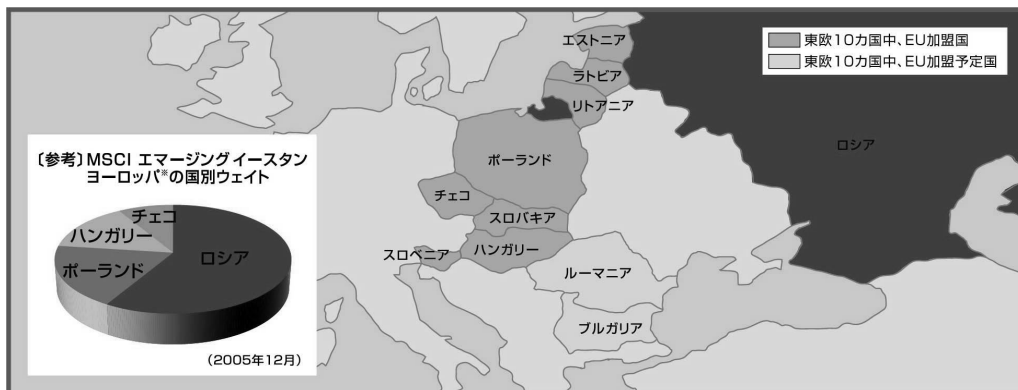 東欧10カ国中、EU加盟国
東欧10カ国中、EU加盟予定国
エストニア
ラトビア
リトアニア
ロシア
ポーランド
チェコ
スロバキア
スロベニア
ハンガリー
ルーマニア
ブルガリア
〔参考〕MSCI エマージング イースタン
ヨーロッパ※の国別ウェイト
チェコ
ハンガリー
ポーランド
ロシア
(2005年12月)